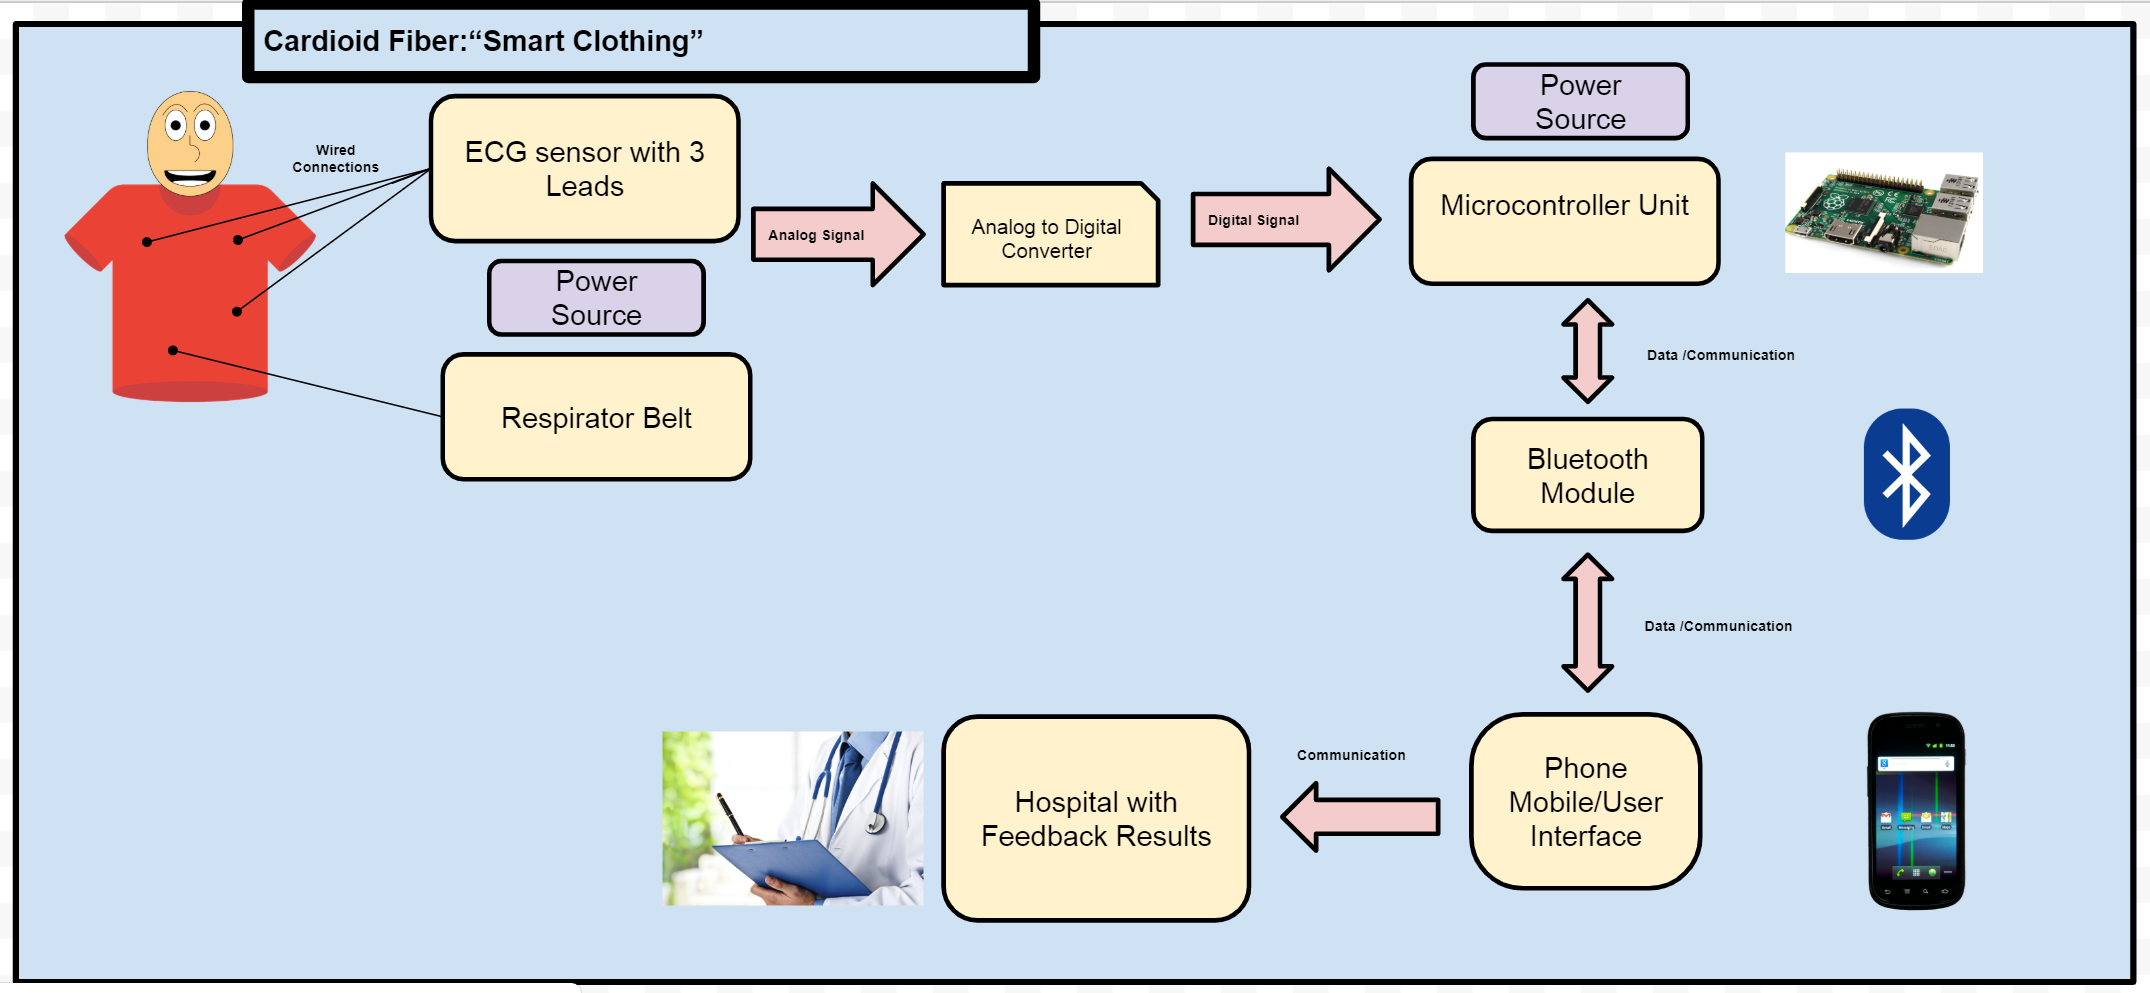 Cardioid Fiber:“Smart Clothing”
Wired
Connections
ECG sensor with 3
Leads
Power
Source
Respirator Belt
Analog Signal
Analog to Digital
Converter
Digital Signal
Power
Source
Microcontroller Unit
Data /Communication
Bluetooth
Module
Data /Communication
Phone
Mobile/User
Interface
Communication
Hospital with
Feedback Results